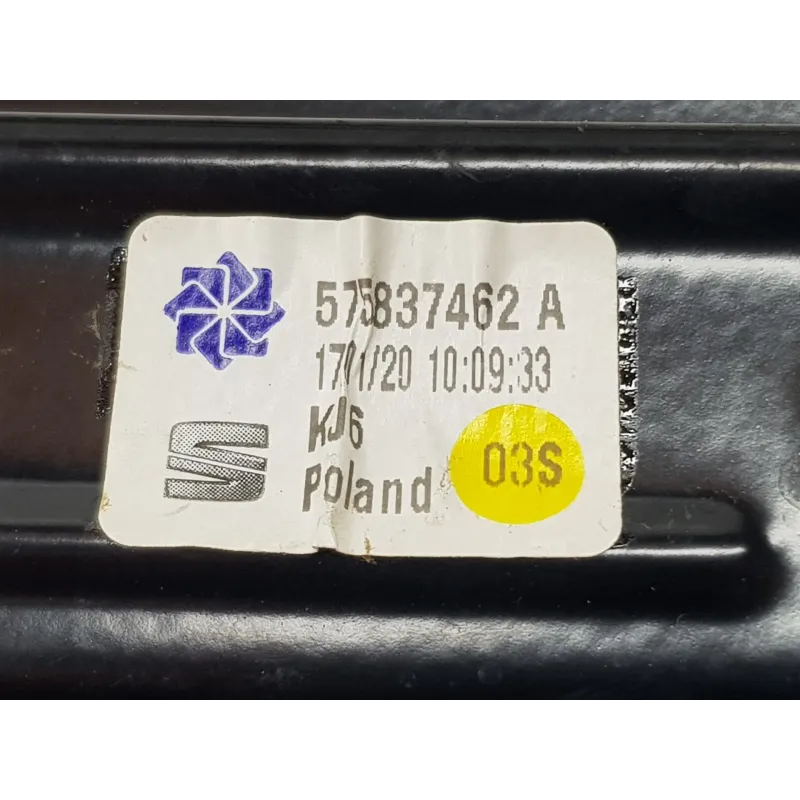 575837462 A
17/01/20 10:09:33
KJ6
Poland
03S